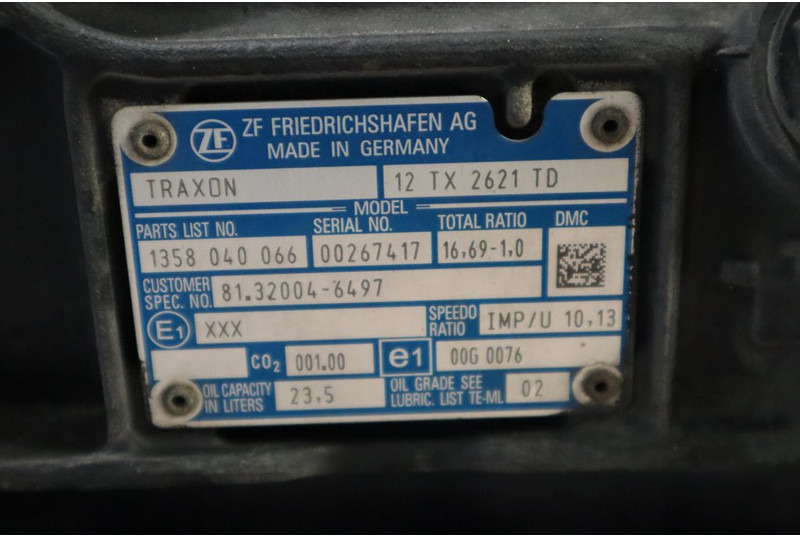 ZF ZF FRIEDRICHSHAFEN AG
MADE IN GERMANY
TRAXON 12 TX 2621 TD
MODEL
PARTS LIST NO. SERIAL NO. TOTAL RATIO DMC
1358 040 066 00267417 16,69-1,0
CUSTOMER SPEC. NO. 81.32004-6497
E1 XXX SPEEDO RATIO IMP/U 10,13
CO2 001.00 e1 00G 0076
OIL CAPACITY IN LITERS 23,5 OIL GRADE SEE LUBRIC. LIST TE-ML 02